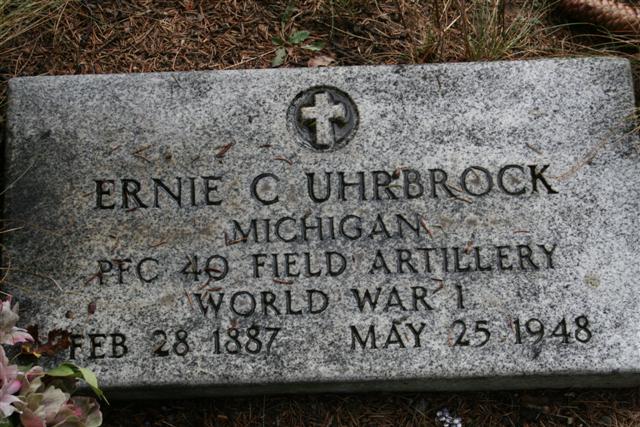 ERNIE C UHRBROCK
MICHIGAN
PFC 40 FIELD ARTILLERY
WORLD WAR I
FEB 28 1887 MAY 25 1948